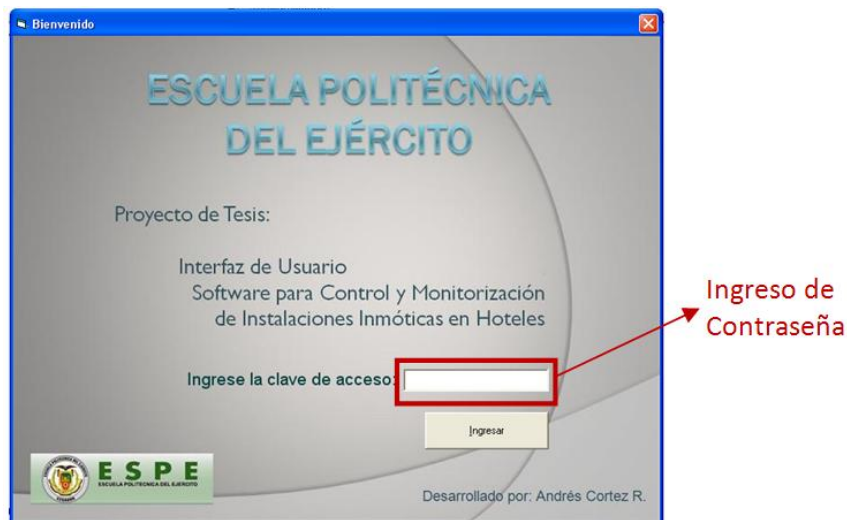 Bienvenido
ESCUELA POLITÉCNICA
DEL EJÉRCITO
Proyecto de Tesis:
Interfaz de Usuario
Software para Control y Monitorización
de Instalaciones Inmóticas en Hoteles
Ingreso de
Contraseña
Ingrese la clave de acceso:
Ingresar
ESPE
ESCUELA POLITÉCNICA DEL EJÉRCITO
Desarrollado por: Andrés Cortez R.